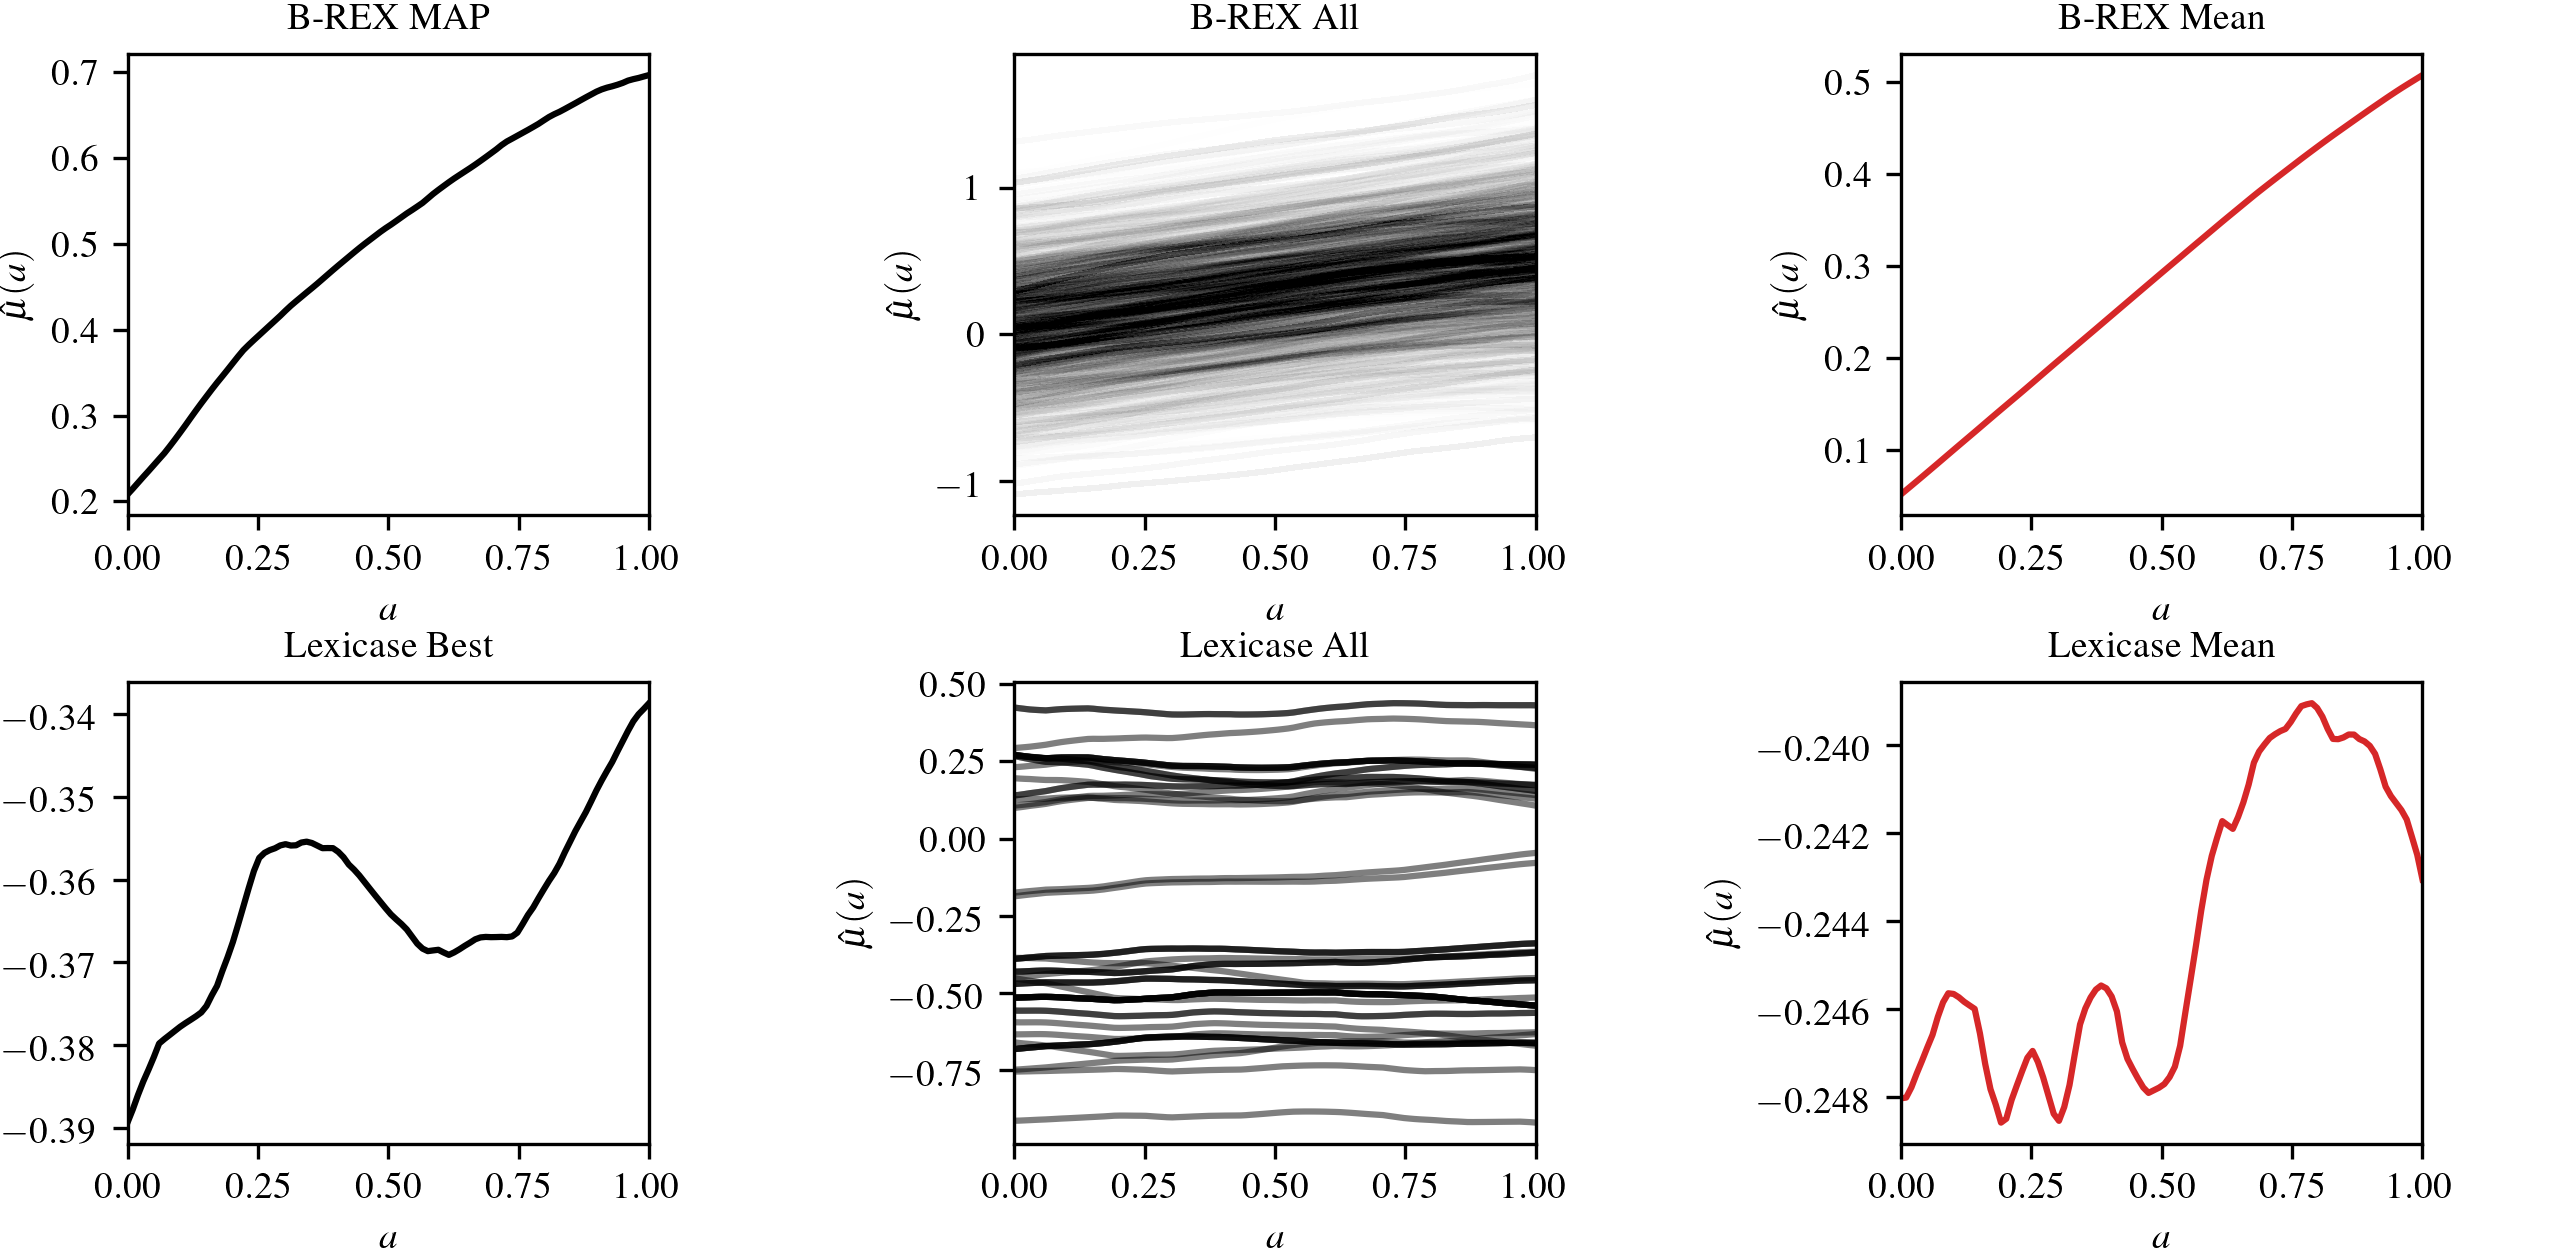 B-REX MAP
0.7
0.6
0.5
0.4
0.3
0.2
μ̂(a)
0.00 0.25 0.50 0.75 1.00
a
B-REX All
1
0
−1
μ̂(a)
0.00 0.25 0.50 0.75 1.00
a
B-REX Mean
0.5
0.4
0.3
0.2
0.1
μ̂(a)
0.00 0.25 0.50 0.75 1.00
a
Lexicase Best
−0.34
−0.35
−0.36
−0.37
−0.38
−0.39
0.00 0.25 0.50 0.75 1.00
a
Lexicase All
0.50
0.25
0.00
−0.25
−0.50
−0.75
μ̂(a)
0.00 0.25 0.50 0.75 1.00
a
Lexicase Mean
−0.240
−0.242
−0.244
−0.246
−0.248
μ̂(a)
0.00 0.25 0.50 0.75 1.00
a